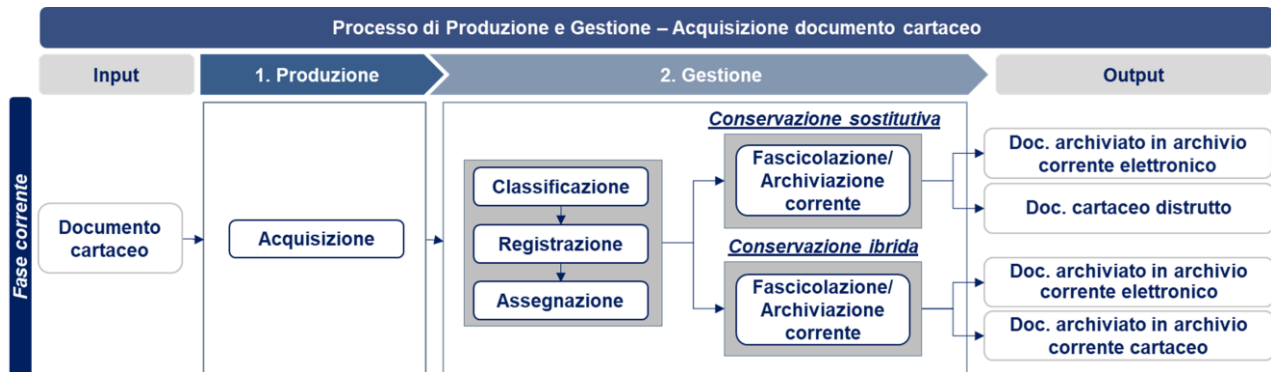 Processo di Produzione e Gestione – Acquisizione documento cartaceo
Input
1. Produzione
2. Gestione
Output
Fase corrente
Documento
cartaceo
Acquisizione
Classificazione
Registrazione
Assegnazione
Conservazione sostitutiva
Fascicolazione/
Archiviazione
corrente
Conservazione ibrida
Fascicolazione/
Archiviazione
corrente
Doc. archiviato in archivio
corrente elettronico
Doc. cartaceo distrutto
Doc. archiviato in archivio
corrente elettronico
Doc. archiviato in archivio
corrente cartaceo